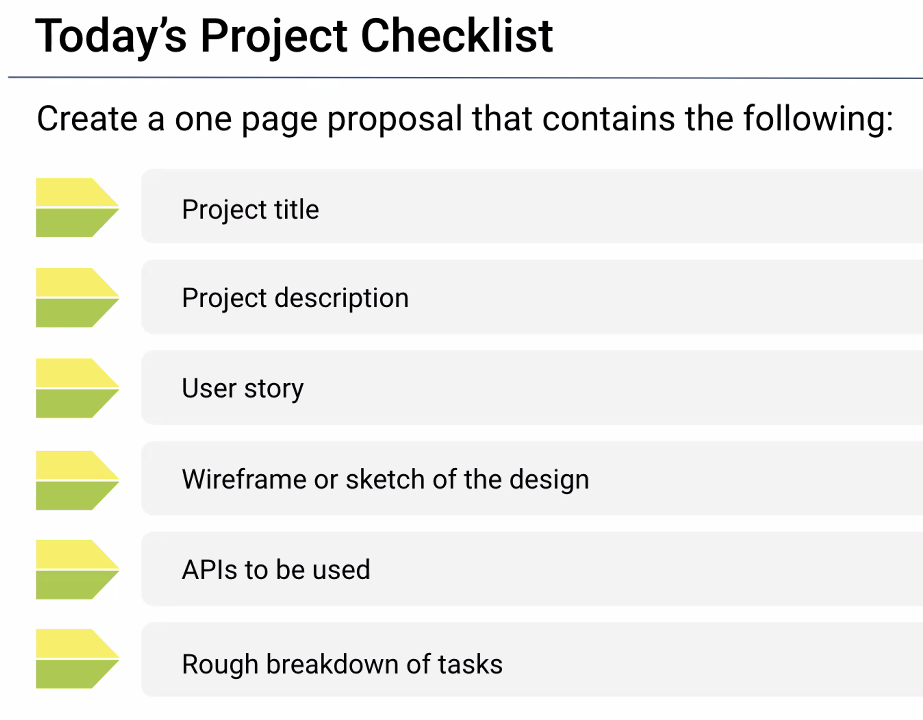 Today’s Project Checklist
Create a one page proposal that contains the following:
Project title
Project description
User story
Wireframe or sketch of the design
APIs to be used
Rough breakdown of tasks